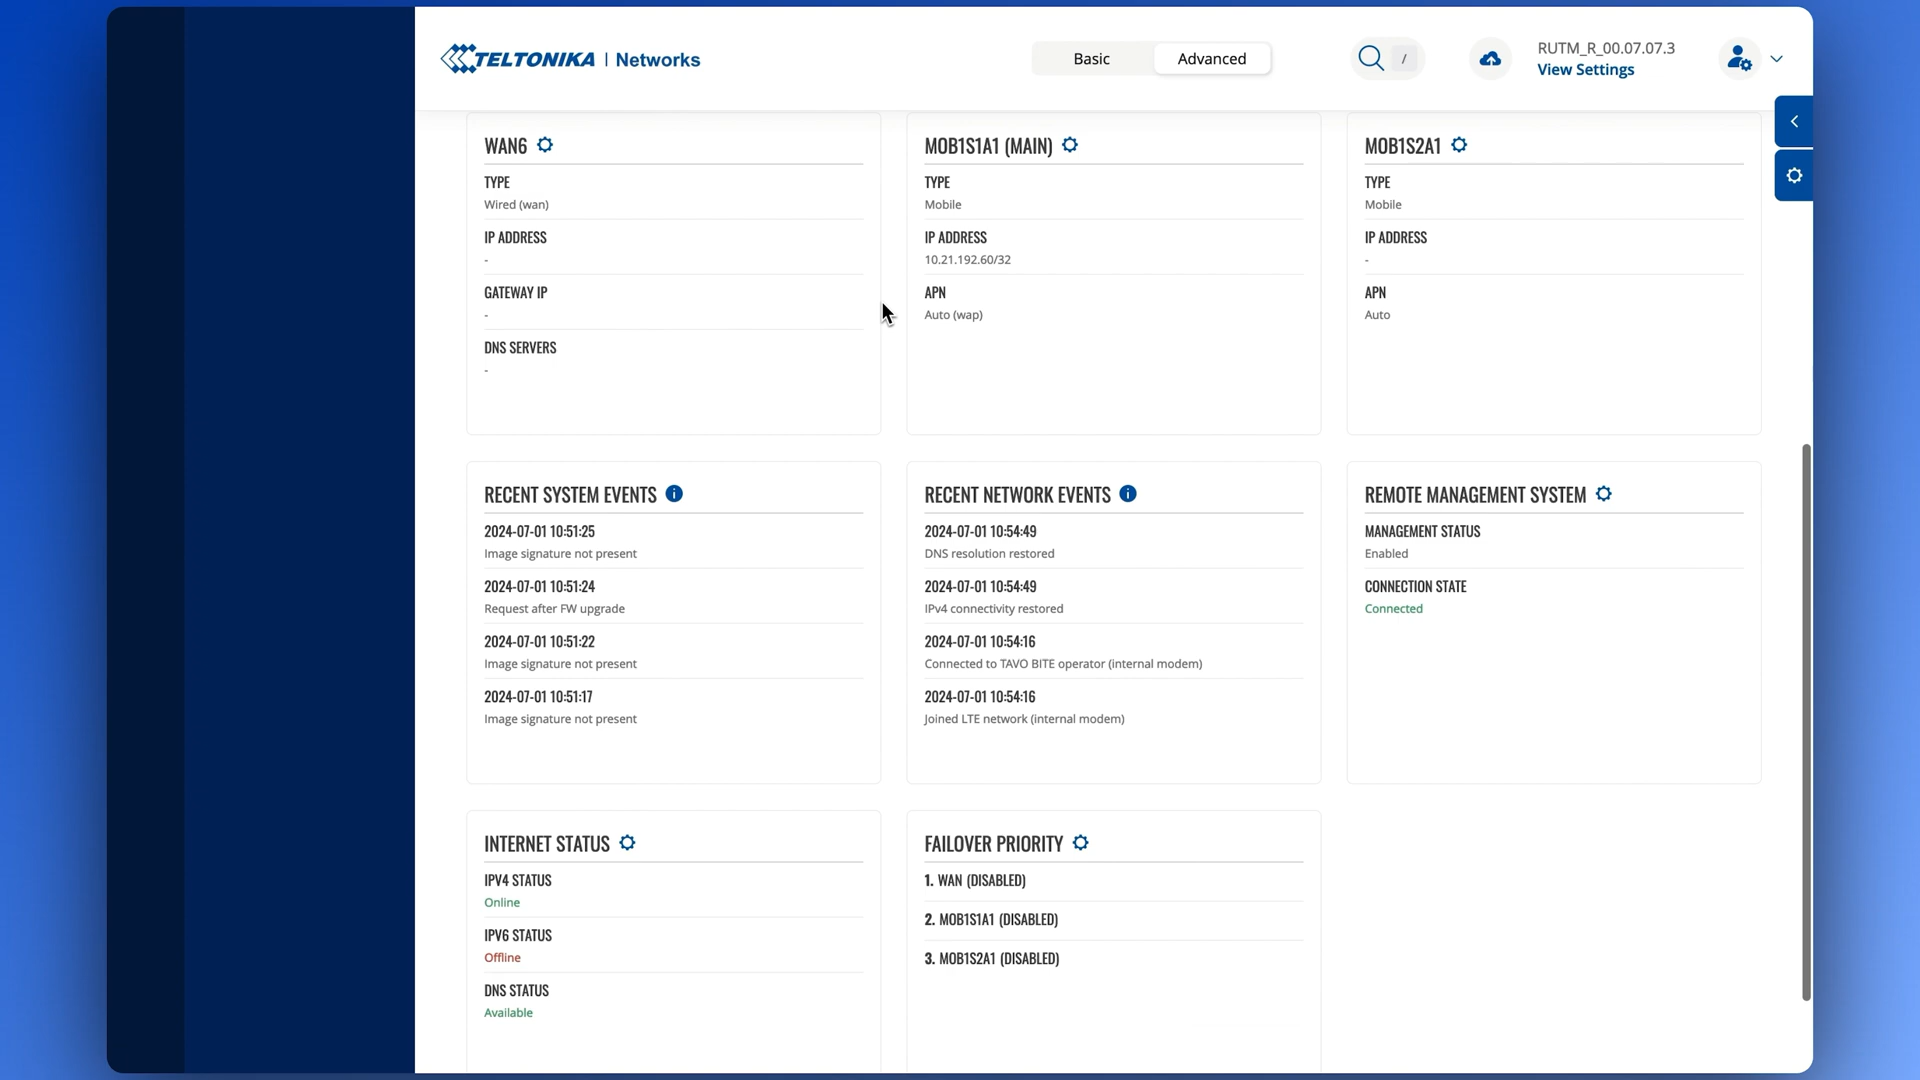 TELTONIKA | Networks
Basic
Advanced
/
RUTM_R_00.07.07.3
View Settings
WAN6
TYPE
Wired (wan)
IP ADDRESS
-
GATEWAY IP
-
DNS SERVERS
-
MOB1S1A1 (MAIN)
TYPE
Mobile
IP ADDRESS
10.21.192.60/32
APN
Auto (wap)
MOB1S2A1
TYPE
Mobile
IP ADDRESS
-
APN
Auto
RECENT SYSTEM EVENTS
2024-07-01 10:51:25
Image signature not present
2024-07-01 10:51:24
Request after FW upgrade
2024-07-01 10:51:22
Image signature not present
2024-07-01 10:51:17
Image signature not present
RECENT NETWORK EVENTS
2024-07-01 10:54:49
DNS resolution restored
2024-07-01 10:54:49
IPv4 connectivity restored
2024-07-01 10:54:16
Connected to TAVO BITE operator (internal modem)
2024-07-01 10:54:16
Joined LTE network (internal modem)
REMOTE MANAGEMENT SYSTEM
MANAGEMENT STATUS
Enabled
CONNECTION STATE
Connected
INTERNET STATUS
IPV4 STATUS
Online
IPV6 STATUS
Offline
DNS STATUS
Available
FAILOVER PRIORITY
1. WAN (DISABLED)
2. MOB1S1A1 (DISABLED)
3. MOB1S2A1 (DISABLED)